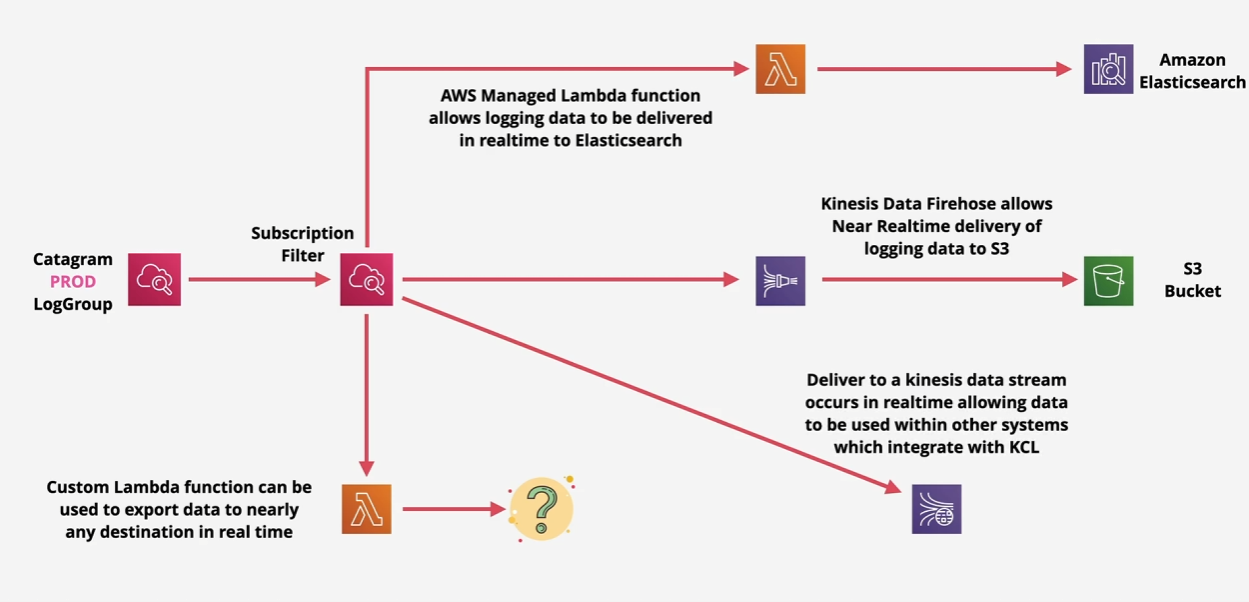 Amazon
Elasticsearch
AWS Managed Lambda function
allows logging data to be delivered
in realtime to Elasticsearch
Kinesis Data Firehose allows
Near Realtime delivery of
logging data to S3
Subscription
Filter
Catagram
PROD
LogGroup
S3
Bucket
Deliver to a kinesis data stream
occurs in realtime allowing data
to be used within other systems
which integrate with KCL
Custom Lambda function can be
used to export data to nearly
any destination in real time
?